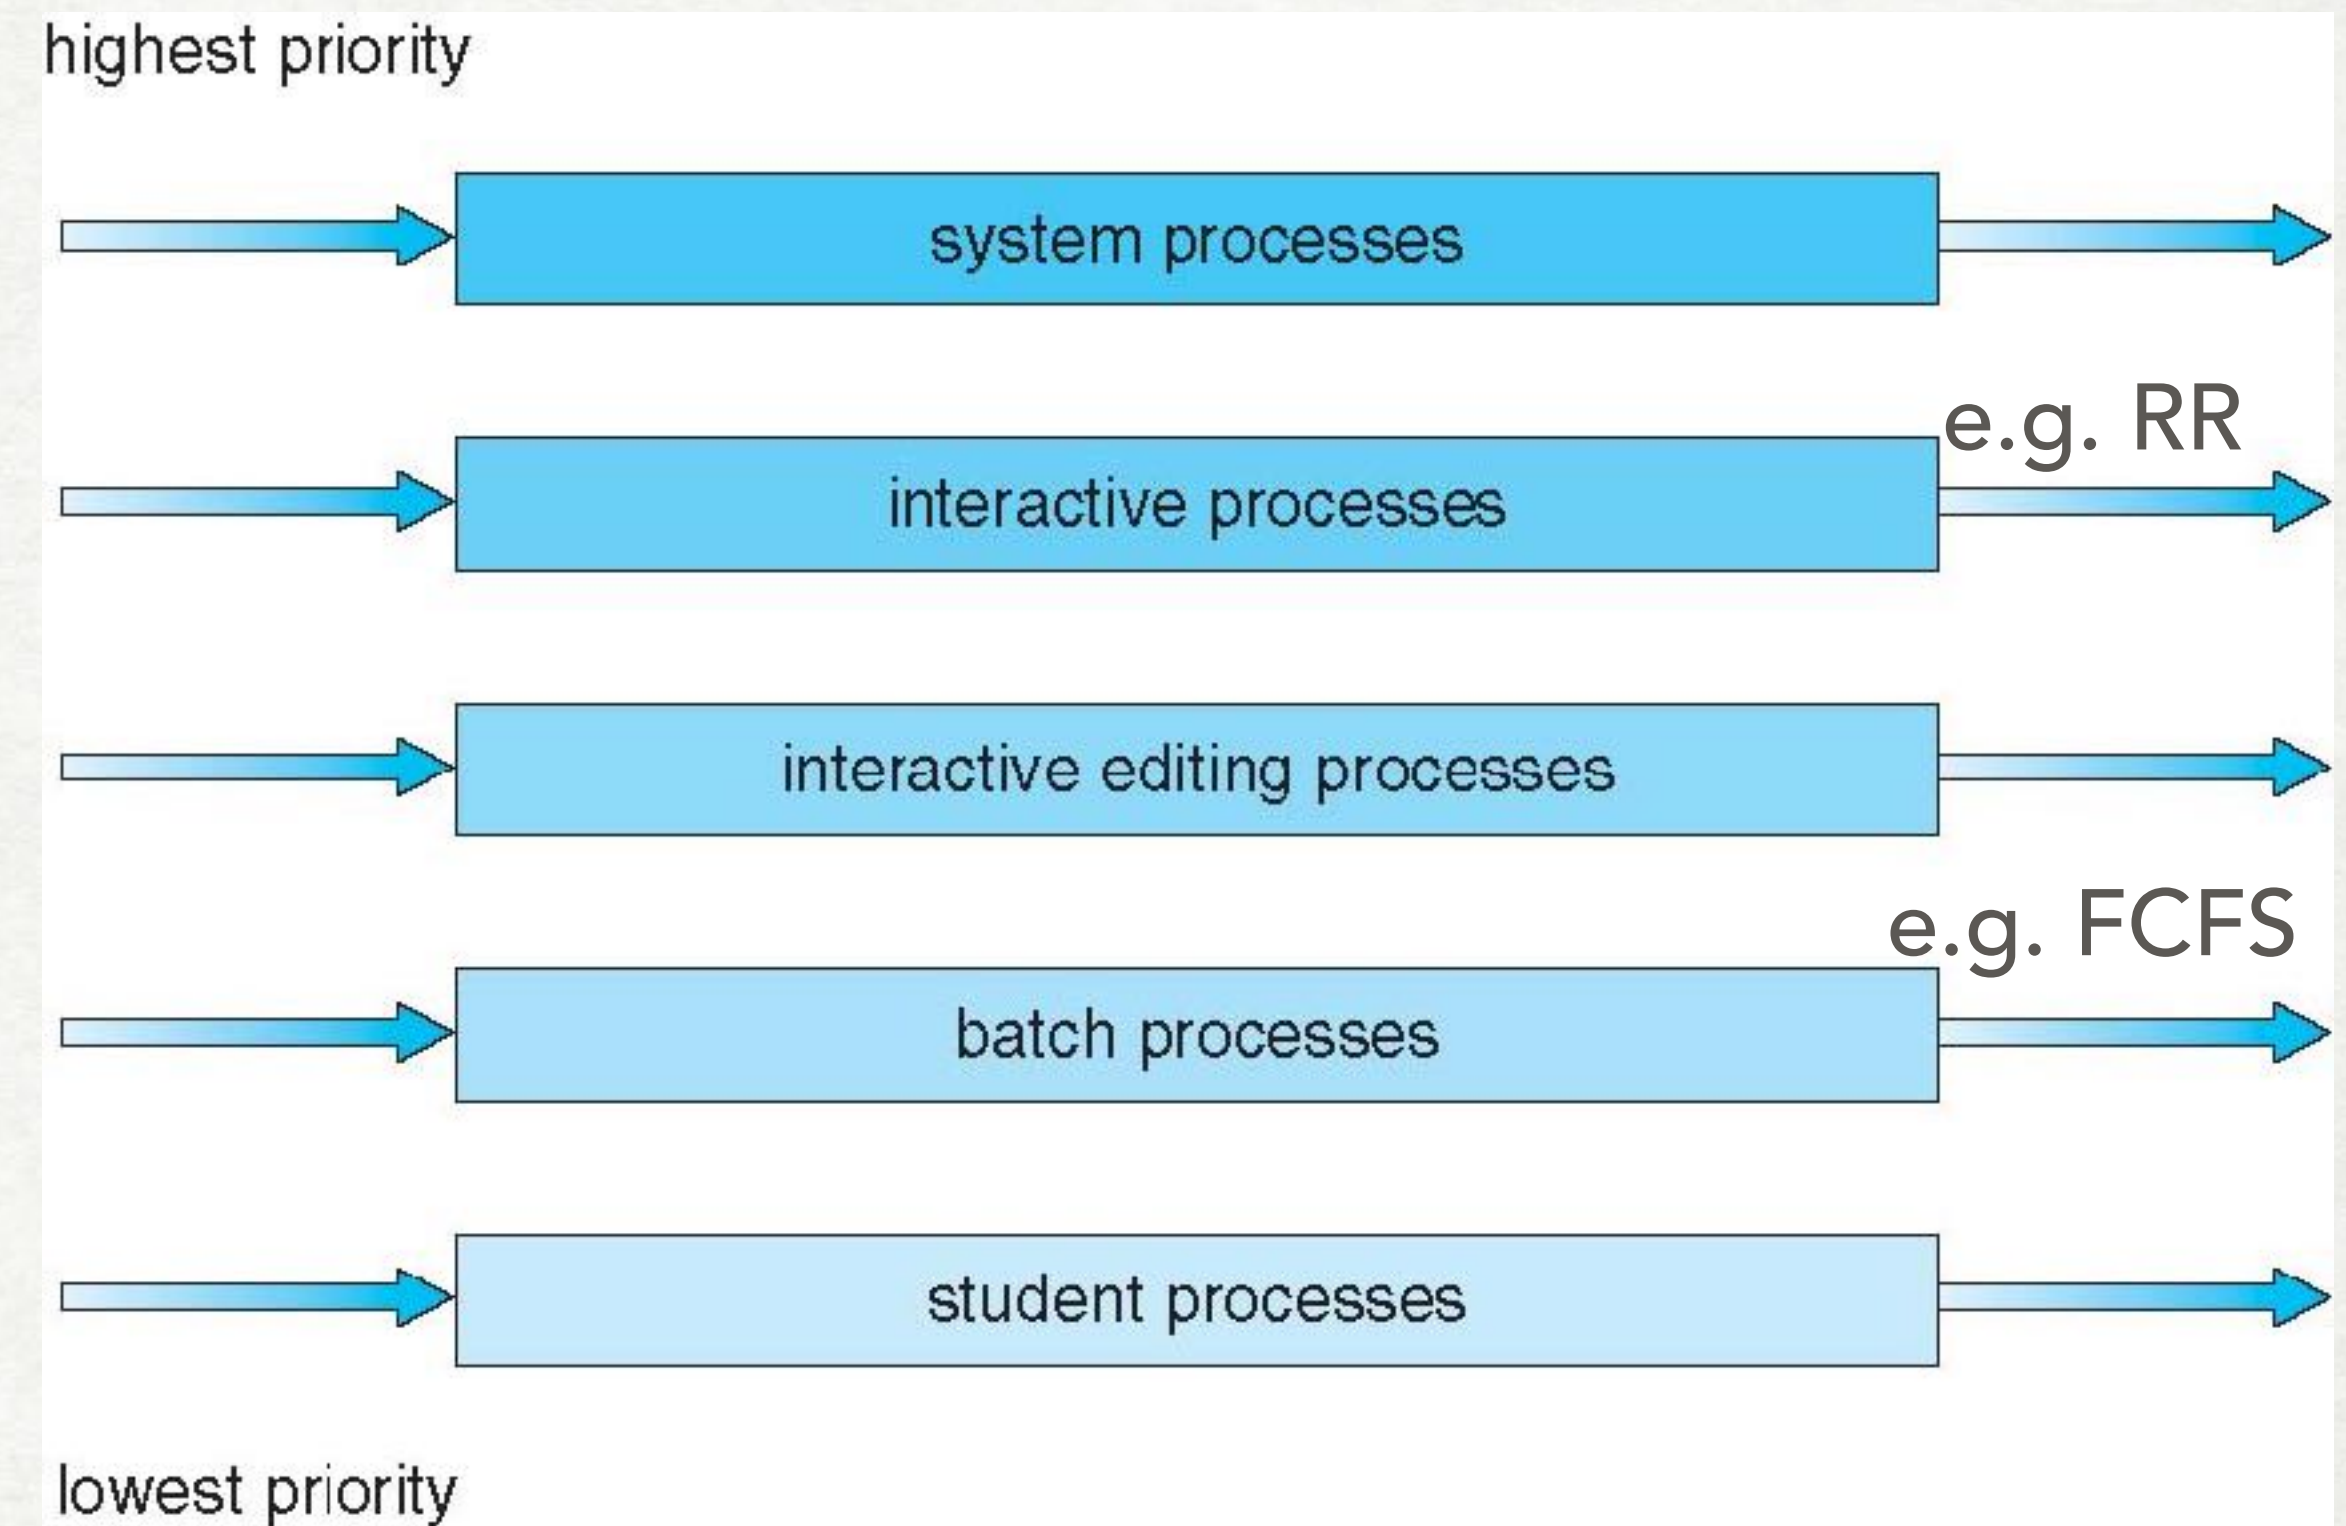 highest priority
system processes
e.g. RR
interactive processes
interactive editing processes
e.g. FCFS
batch processes
student processes
lowest priority